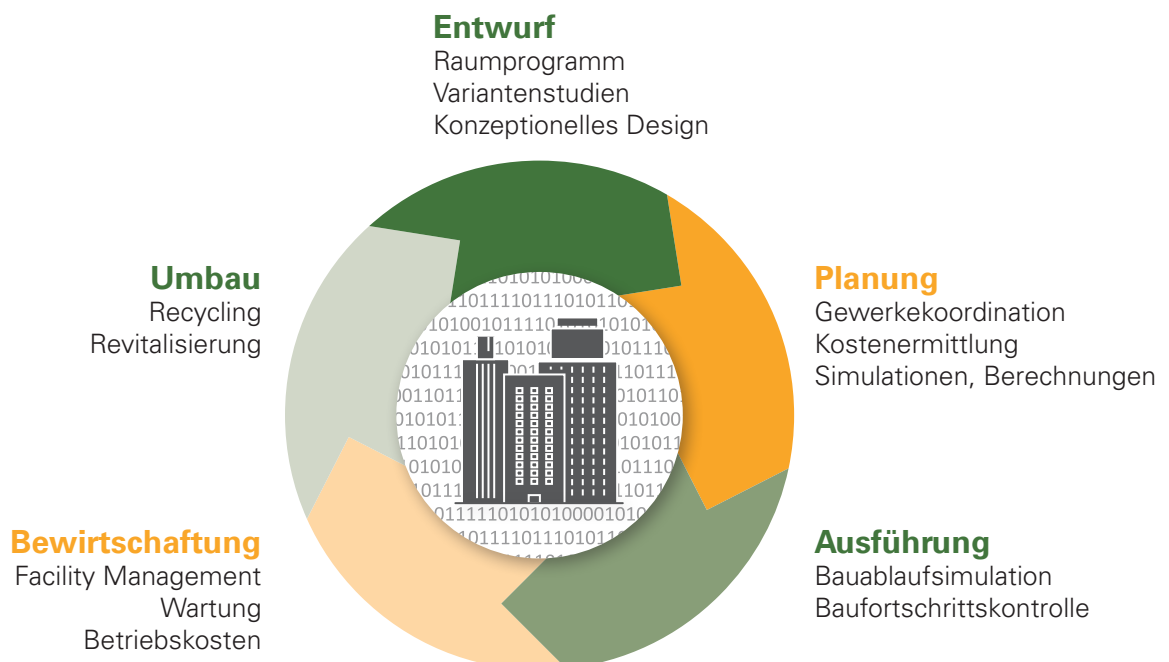 Entwurf
Raumprogramm
Variantenstudien
Konzeptionelles Design
Planung
Gewerkekoordination
Kostenermittlung
Simulationen, Berechnungen
Ausführung
Bauablaufsimulation
Baufortschrittskontrolle
Bewirtschaftung
Facility Management
Wartung
Betriebskosten
Umbau
Recycling
Revitalisierung